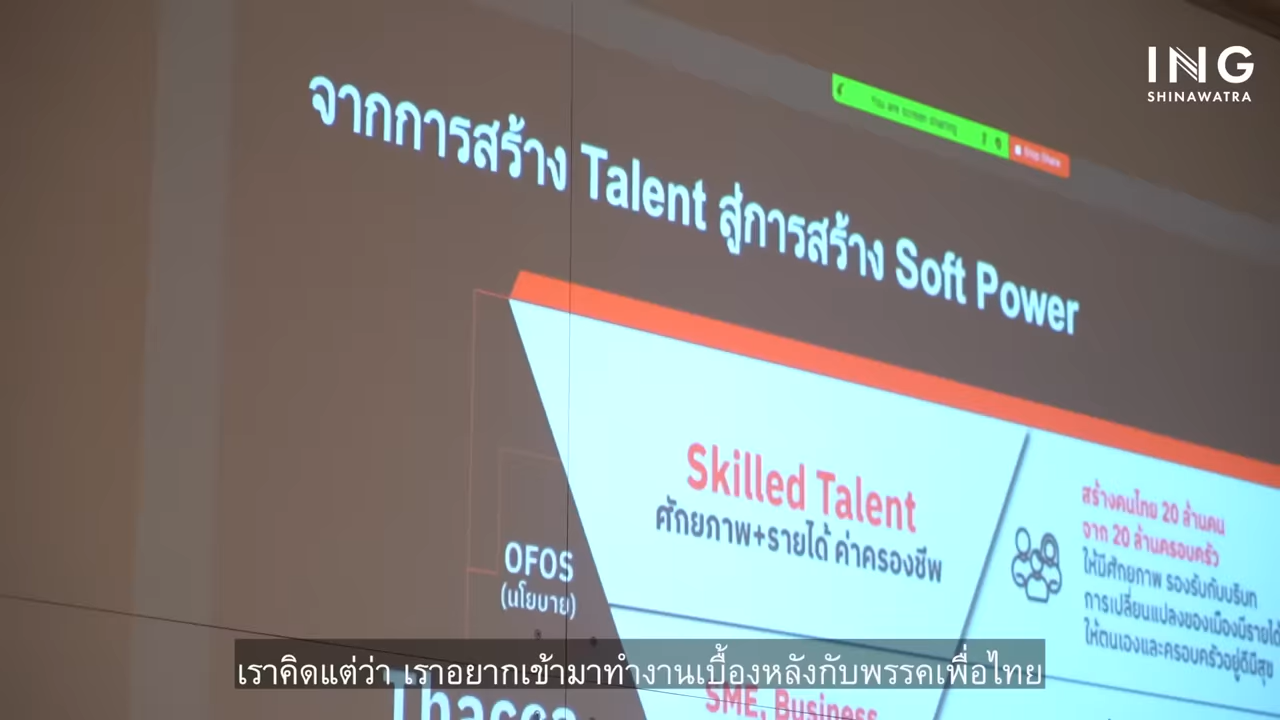 ING
SHINAWATRA
You are screen sharing
Stop Share
จากการสร้าง Talent สู่การสร้าง Soft Power
Skilled Talent
ศักยภาพ+รายได้ ค่าครองชีพ
สร้างคนไทย 20 ล้านคน
จาก 20 ล้านครอบครัว
ให้มีศักยภาพ รองรับกับบริบท
การเปลี่ยนแปลงของเมืองมีรายได้
ให้ตนเองและครอบครัวอยู่ดีมีสุข
OFOS
(นโยบาย)
เราคิดแต่ว่า เราอยากเข้ามาทำงานเบื้องหลังกับพรรคเพื่อไทย
SME, Business